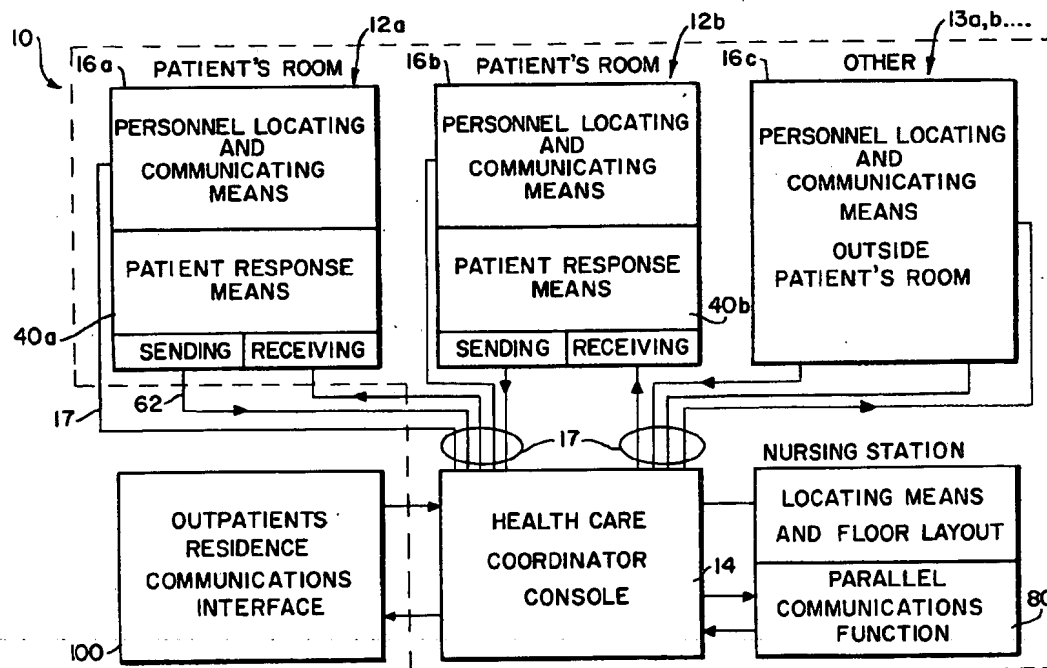 10
12a
12b
13a,b....
16a
PATIENT'S ROOM
16b
PATIENT'S ROOM
16c
OTHER
PERSONNEL LOCATING
AND
COMMUNICATING
MEANS
PATIENT RESPONSE
MEANS
40a
SENDING
RECEIVING
PERSONNEL LOCATING
AND
COMMUNICATING
MEANS
PATIENT RESPONSE
MEANS
40b
SENDING
RECEIVING
PERSONNEL LOCATING
AND
COMMUNICATING
MEANS
OUTSIDE
PATIENT'S ROOM
17
62
17
OUTPATIENTS
RESIDENCE
COMMUNICATIONS
INTERFACE
100
HEALTH CARE
COORDINATOR
CONSOLE
14
NURSING STATION
LOCATING MEANS
AND FLOOR LAYOUT
PARALLEL
COMMUNICATIONS
FUNCTION
80